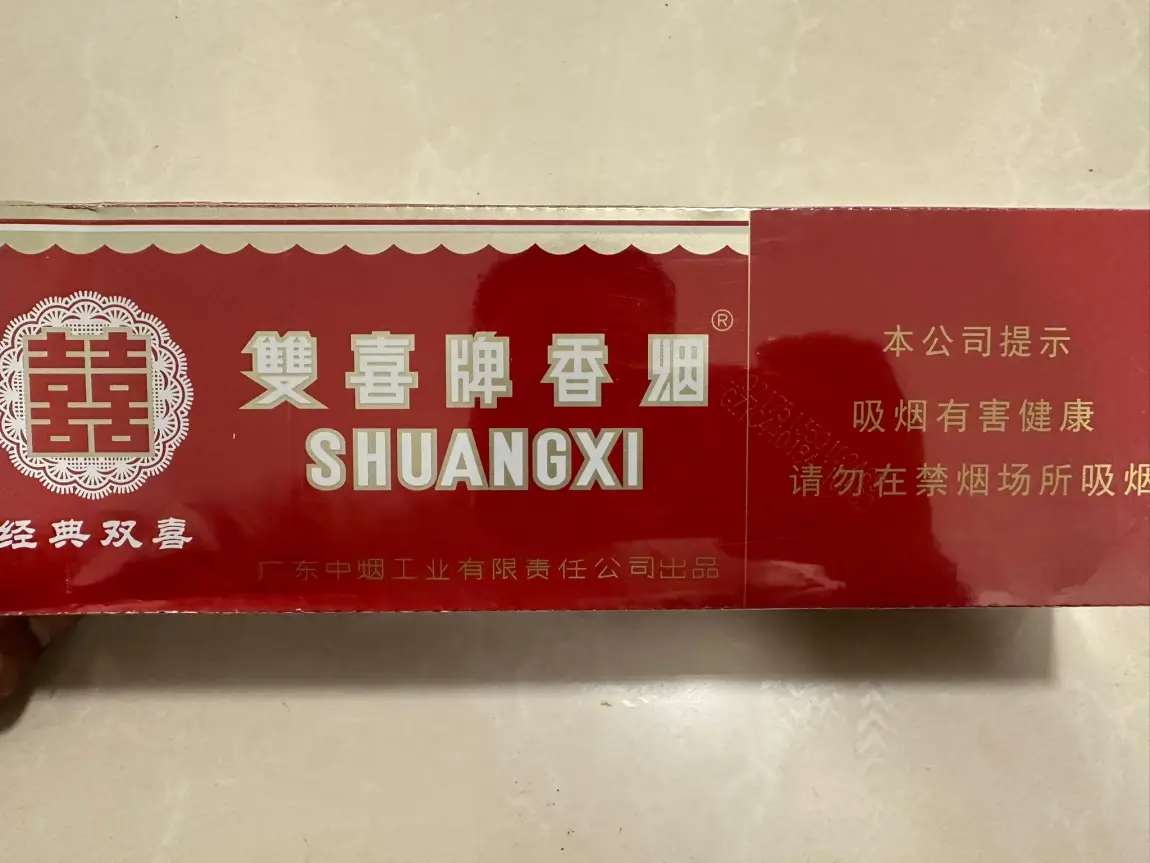 囍
经典双喜
雙喜牌香烟
®
SHUANGXI
广东中烟工业有限责任公司出品
本公司提示
吸烟有害健康
请勿在禁烟场所吸烟